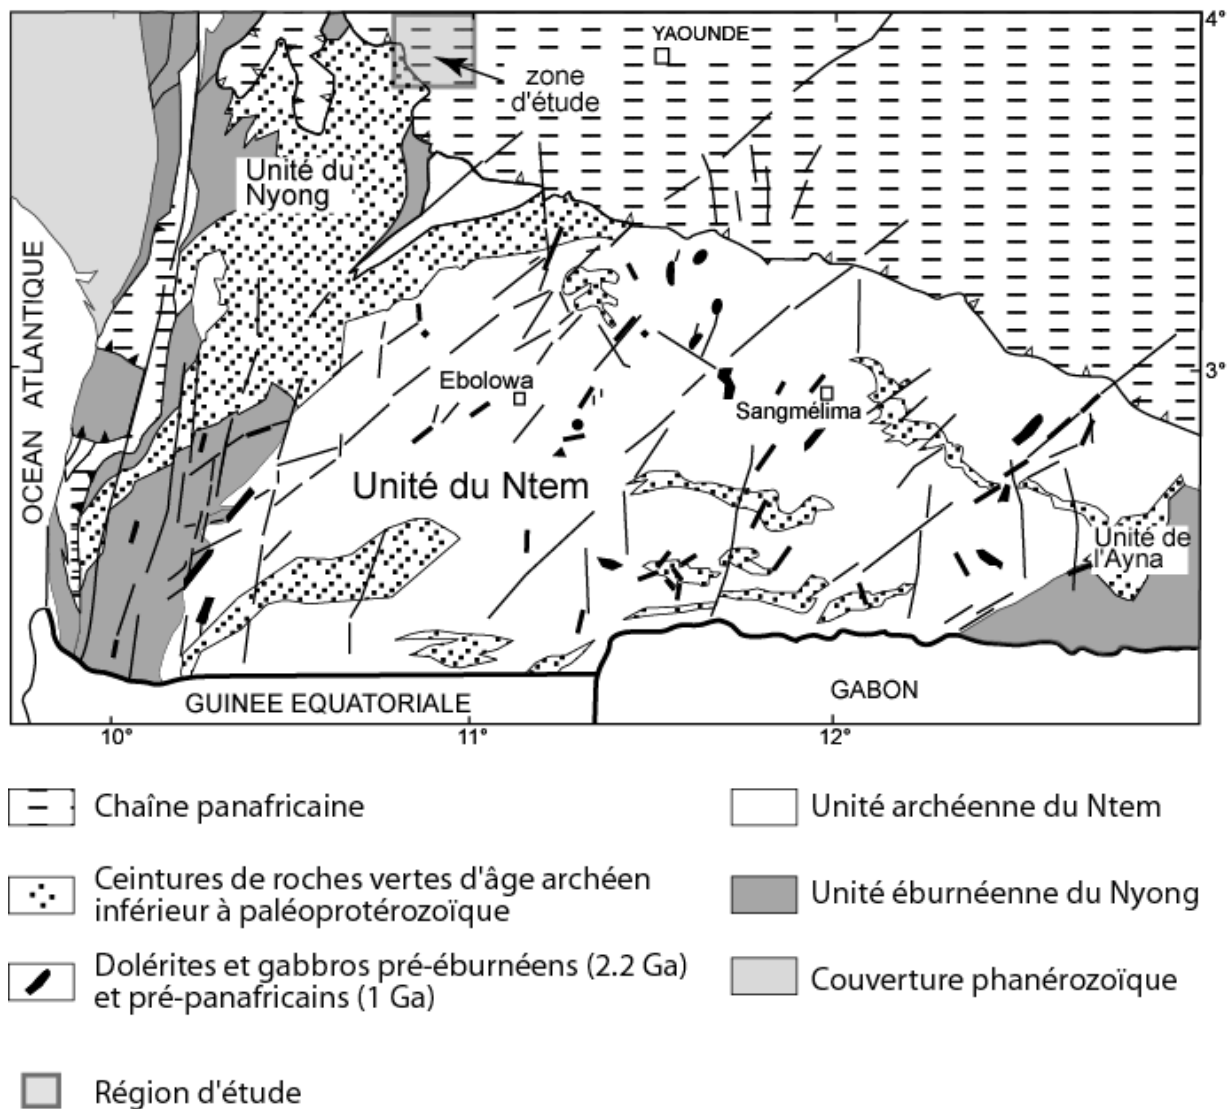 4°
YAOUNDE
zone
d'étude
Unité du
Nyong
OCEAN ATLANTIQUE
3°
Ebolowa
Sangmélima
Unité du Ntem
Unité de
l'Ayna
GUINEE EQUATORIALE
GABON
10°
11°
12°
Chaîne panafricaine
Unité archéenne du Ntem
Ceintures de roches vertes d'âge archéen
inférieur à paléoprotérozoïque
Unité éburnéenne du Nyong
Dolérites et gabbros pré-éburnéens (2.2 Ga)
et pré-panafricains (1 Ga)
Couverture phanérozoïque
Région d'étude